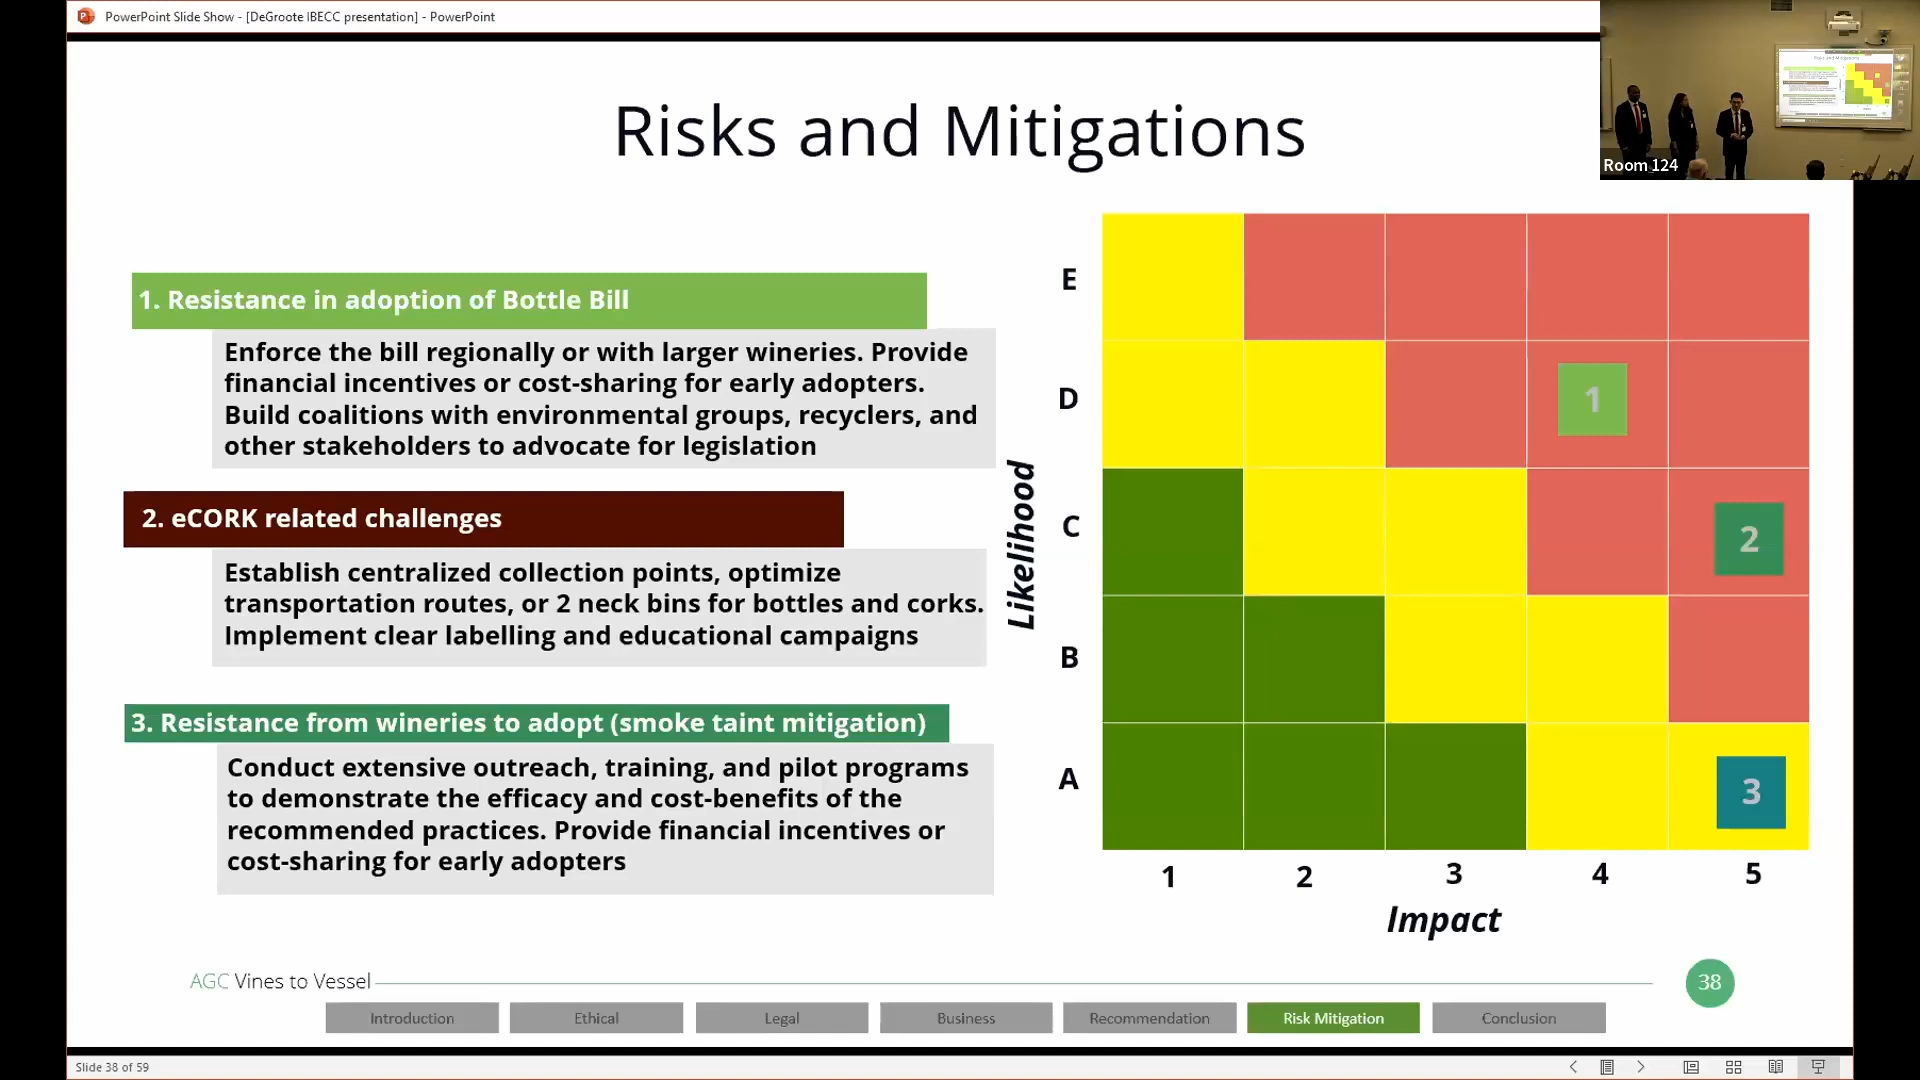 PowerPoint Slide Show - [DeGroote IBECC presentation] - PowerPoint
Room 124
Risks and Mitigations
1. Resistance in adoption of Bottle Bill
Enforce the bill regionally or with larger wineries. Provide
financial incentives or cost-sharing for early adopters.
Build coalitions with environmental groups, recyclers, and
other stakeholders to advocate for legislation
2. eCORK related challenges
Establish centralized collection points, optimize
transportation routes, or 2 neck bins for bottles and corks.
Implement clear labelling and educational campaigns
3. Resistance from wineries to adopt (smoke taint mitigation)
Conduct extensive outreach, training, and pilot programs
to demonstrate the efficacy and cost-benefits of the
recommended practices. Provide financial incentives or
cost-sharing for early adopters
Likelihood
E
D
C
B
A
1
2
3
1
2
3
4
5
Impact
AGC Vines to Vessel
38
Introduction
Ethical
Legal
Business
Recommendation
Risk Mitigation
Conclusion
Slide 38 of 59